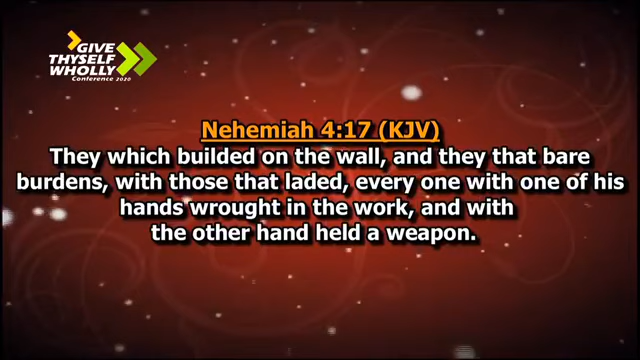 GIVE
THYSELF
WHOLLY
Conference 2020
Nehemiah 4:17 (KJV)
They which builded on the wall, and they that bare
burdens, with those that laded, every one with one of his
hands wrought in the work, and with
the other hand held a weapon.